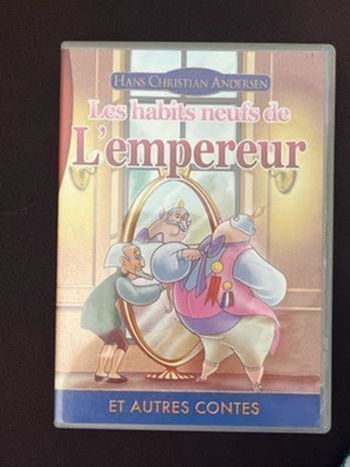 HANS CHRISTIAN ANDERSEN
Les habits neufs de
L'empereur
ET AUTRES CONTES